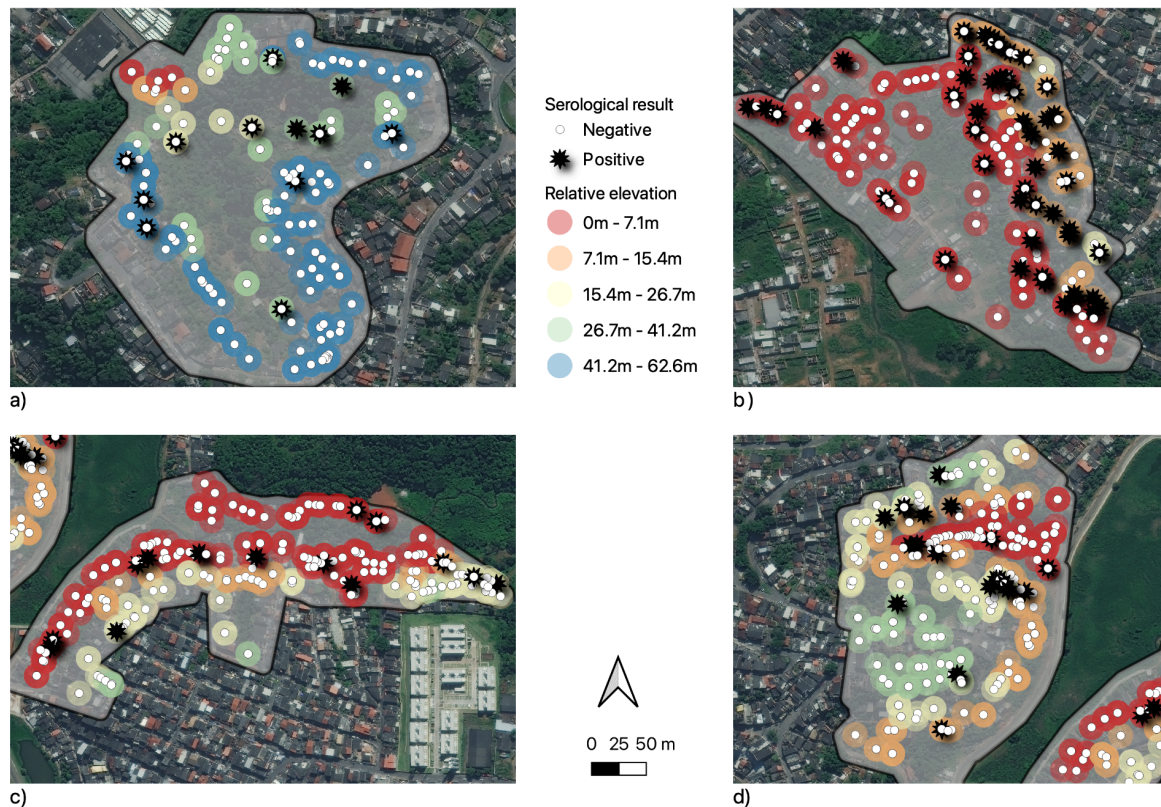 Serological result
Negative
Positive
Relative elevation
0m - 7.1m
7.1m - 15.4m
15.4m - 26.7m
26.7m - 41.2m
41.2m - 62.6m
a)
b)
0 25 50 m
c)
d)